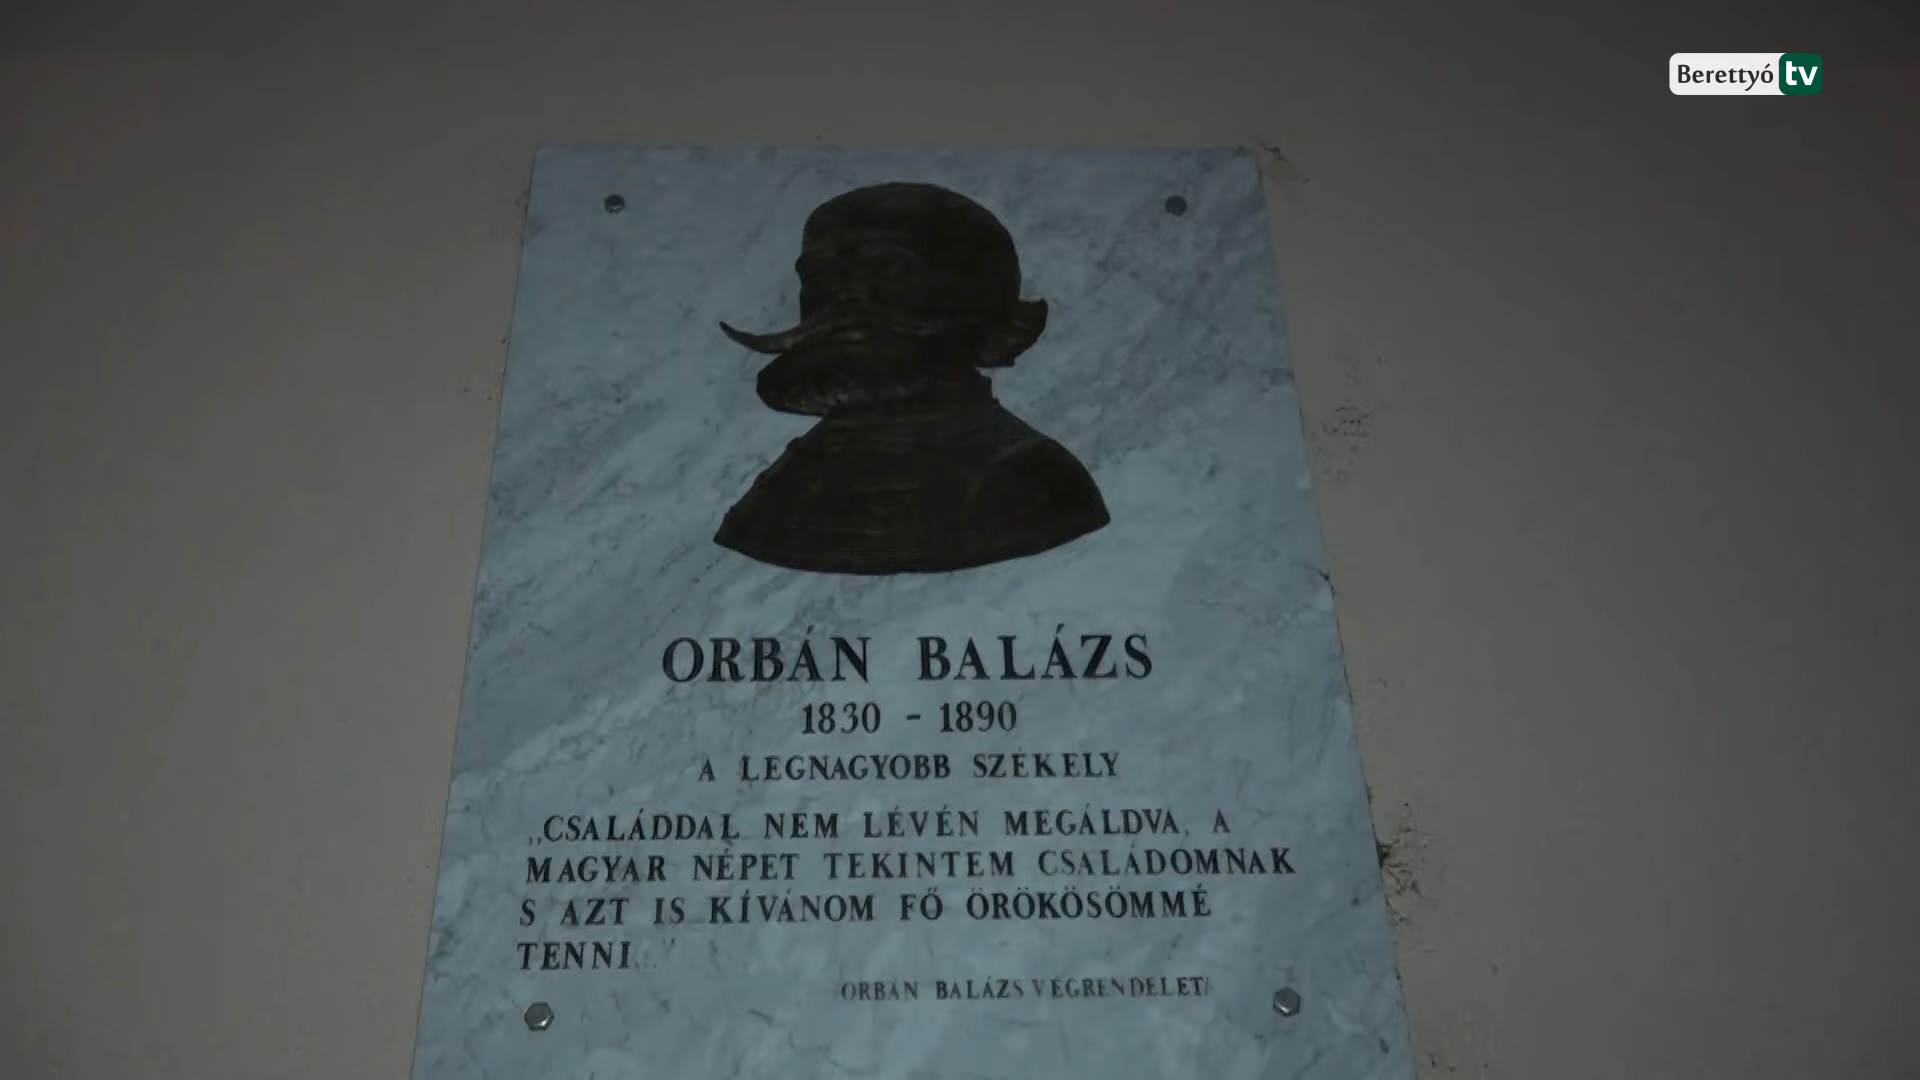 Berettyó tv
ORBÁN BALÁZS
1830 - 1890
A LEGNAGYOBB SZÉKELY
„CSALÁDDAL NEM LÉVÉN MEGÁLDVA, A
MAGYAR NÉPET TEKINTEM CSALÁDOMNAK
S AZT IS KÍVÁNOM FŐ ÖRÖKÖSÖMMÉ
TENNI..."
/ORBÁN BALÁZS VÉGRENDELET/